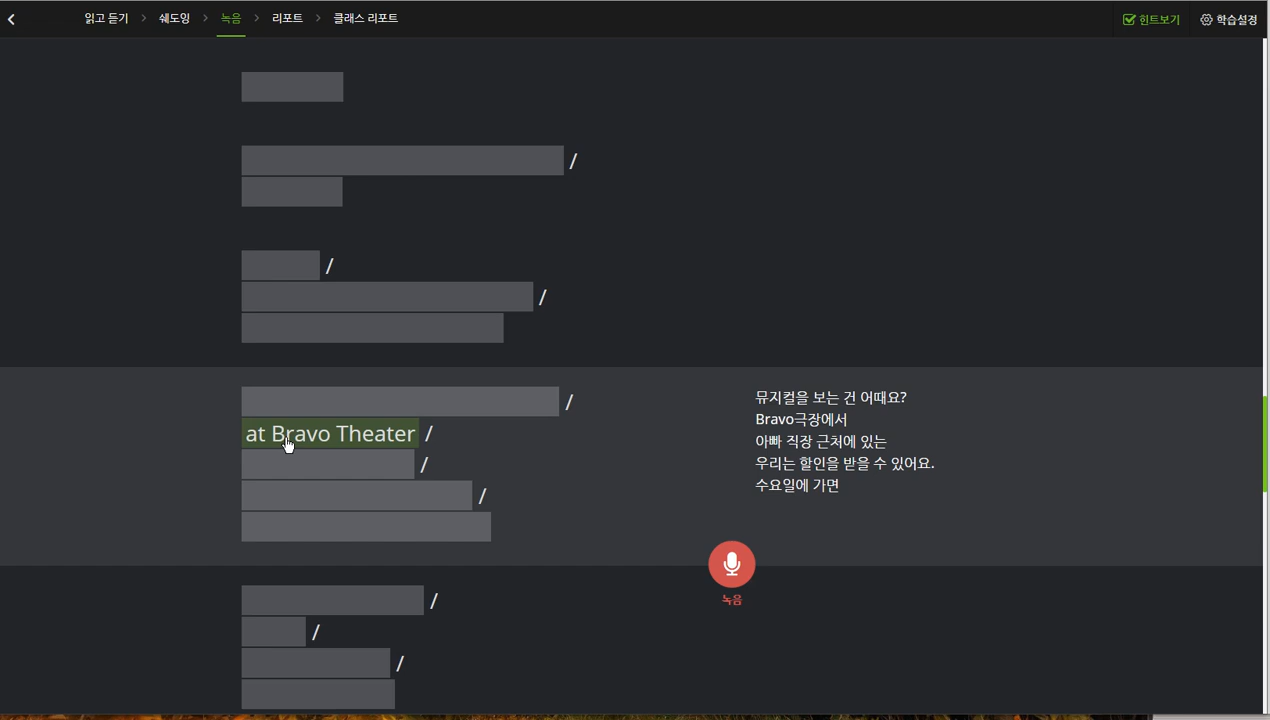 읽고 듣기 > 쉐도잉 > 녹음 > 리포트 > 클래스 리포트
힌트보기
학습설정
/
/
/
/
at Bravo Theater /
/
/
뮤지컬을 보는 건 어때요?
Bravo극장에서
아빠 직장 근처에 있는
우리는 할인을 받을 수 있어요.
수요일에 가면
녹음
/
/
/